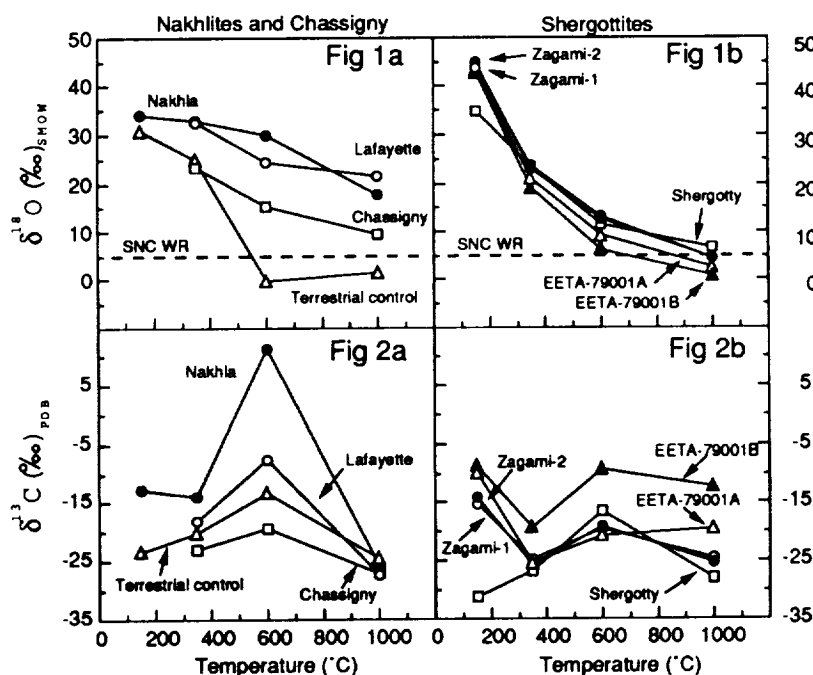 Nakhlites and Chassigny
Shergottites
Fig 1a
Fig 1b
50
40
30
20
10
0
δ18O (‰)SMOW
Nakhla
Lafayette
Chassigny
SNC WR
Terrestrial control
Zagami-2
Zagami-1
Shergotty
SNC WR
EETA-79001A
EETA-79001B
50
40
30
20
10
0
Fig 2a
Fig 2b
5
-5
-15
-25
-35
δ13C (‰)PDB
Nakhla
Lafayette
Terrestrial control
Chassigny
EETA-79001B
Zagami-2
EETA-79001A
Zagami-1
Shergotty
5
-5
-15
-25
-35
0 200 400 600 800 1000
0 200 400 600 800 1000
Temperature (°C)
Temperature (°C)